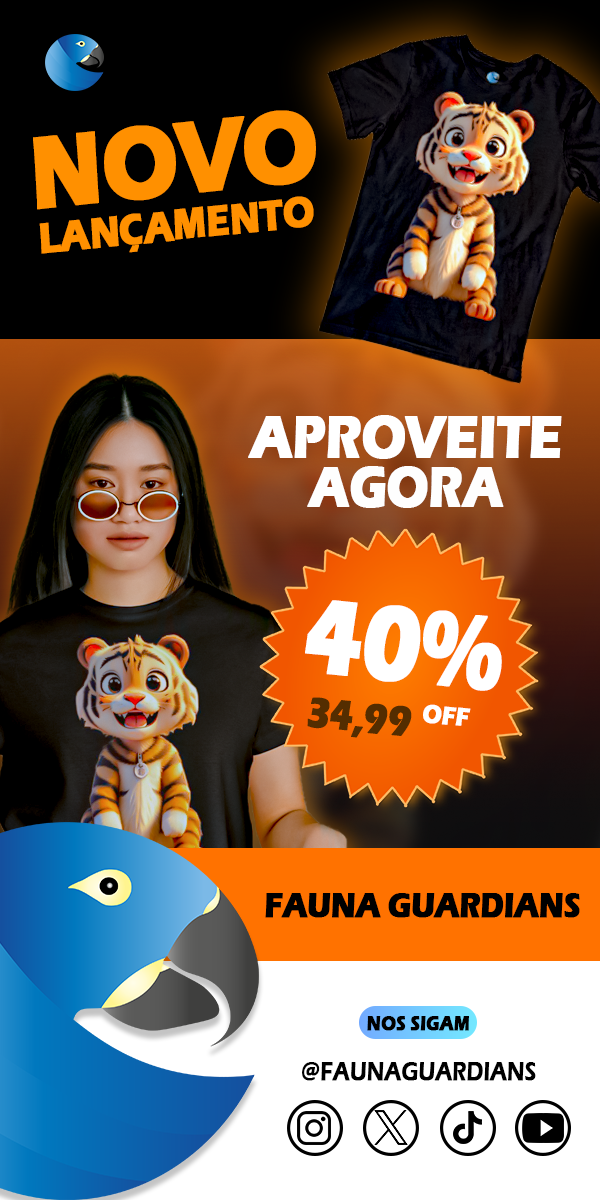 NOVO
LANÇAMENTO
APROVEITE
AGORA
40%
34,99 OFF
FAUNA GUARDIANS
NOS SIGAM
@FAUNAGUARDIANS